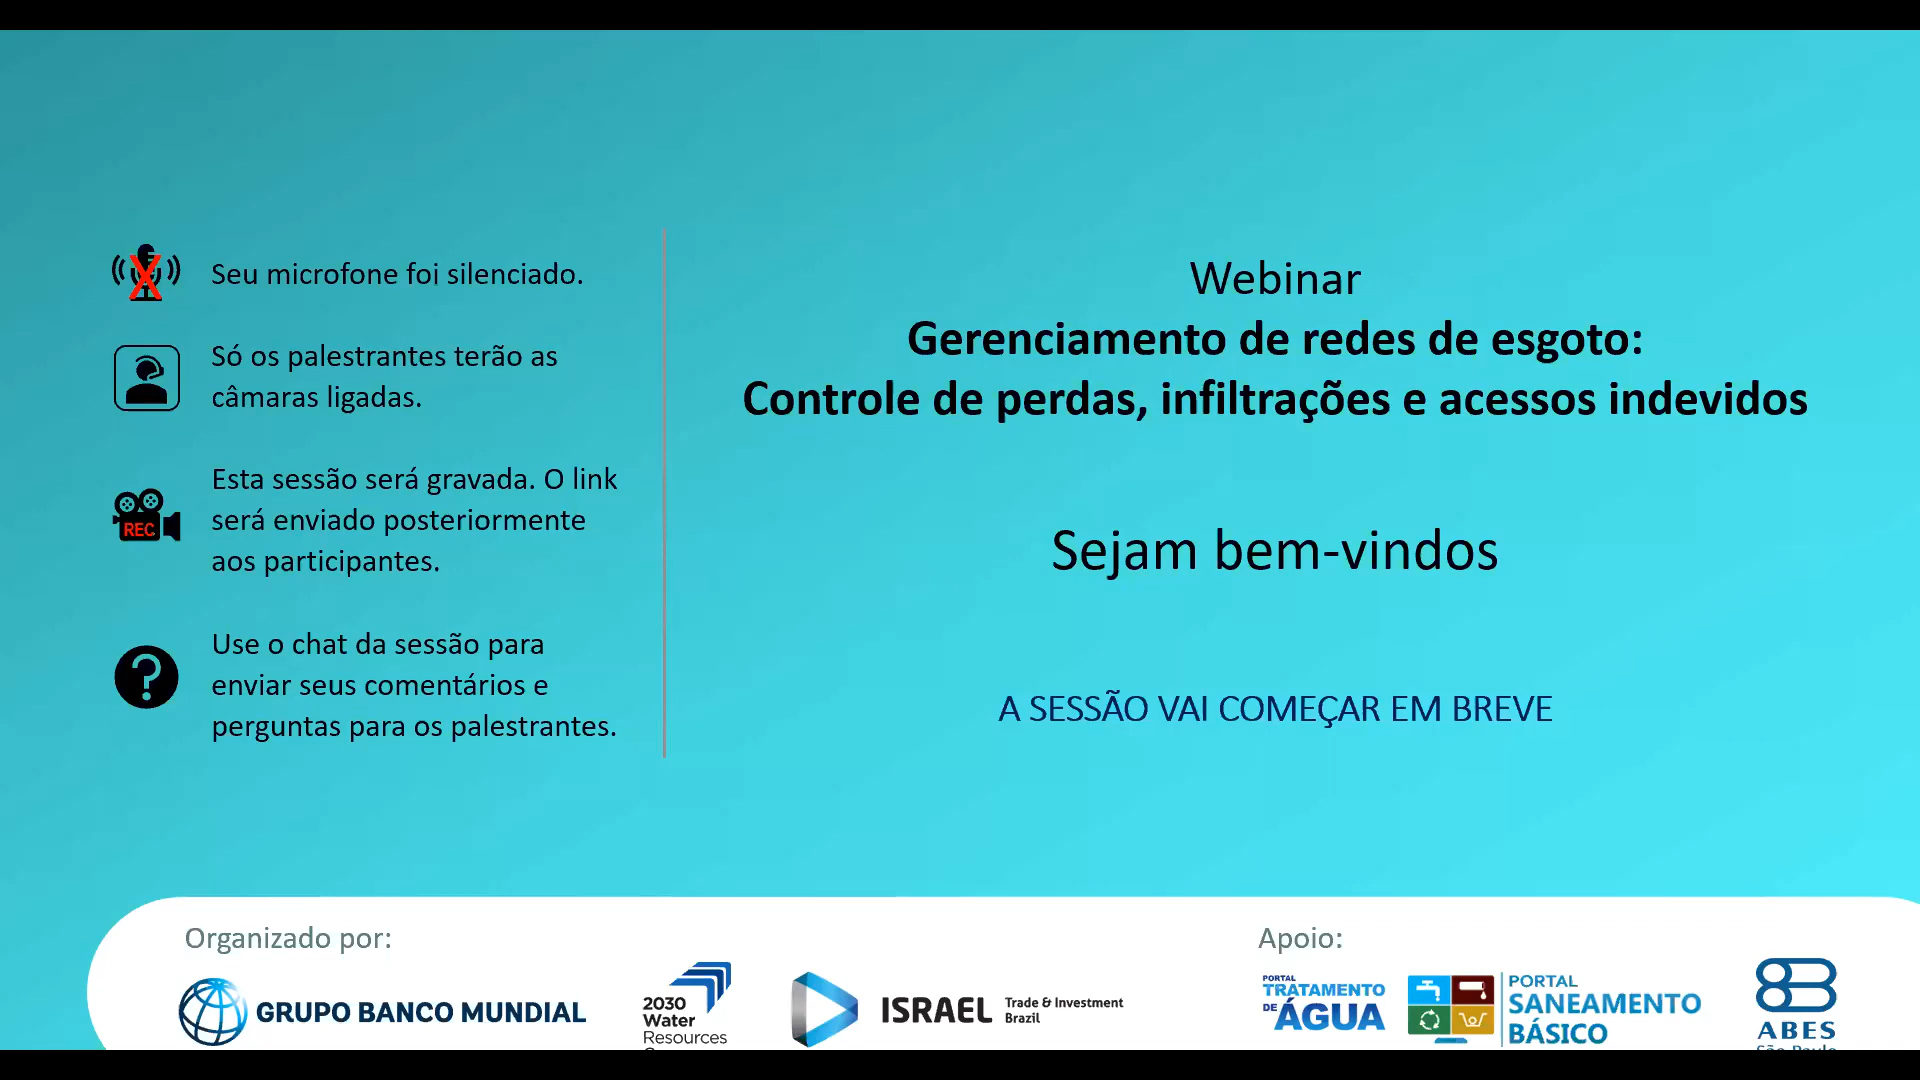 Seu microfone foi silenciado.
Só os palestrantes terão as
câmaras ligadas.
REC
Esta sessão será gravada. O link
será enviado posteriormente
aos participantes.
Use o chat da sessão para
enviar seus comentários e
perguntas para os palestrantes.
Webinar
Gerenciamento de redes de esgoto:
Controle de perdas, infiltrações e acessos indevidos
Sejam bem-vindos
A SESSÃO VAI COMEÇAR EM BREVE
Organizado por:
GRUPO BANCO MUNDIAL
2030
Water
Resources
ISRAEL
Trade & Investment
Brazil
Apoio:
PORTAL
TRATAMENTO
DE ÁGUA
PORTAL
SANEAMENTO
BÁSICO
ABES
São Paulo